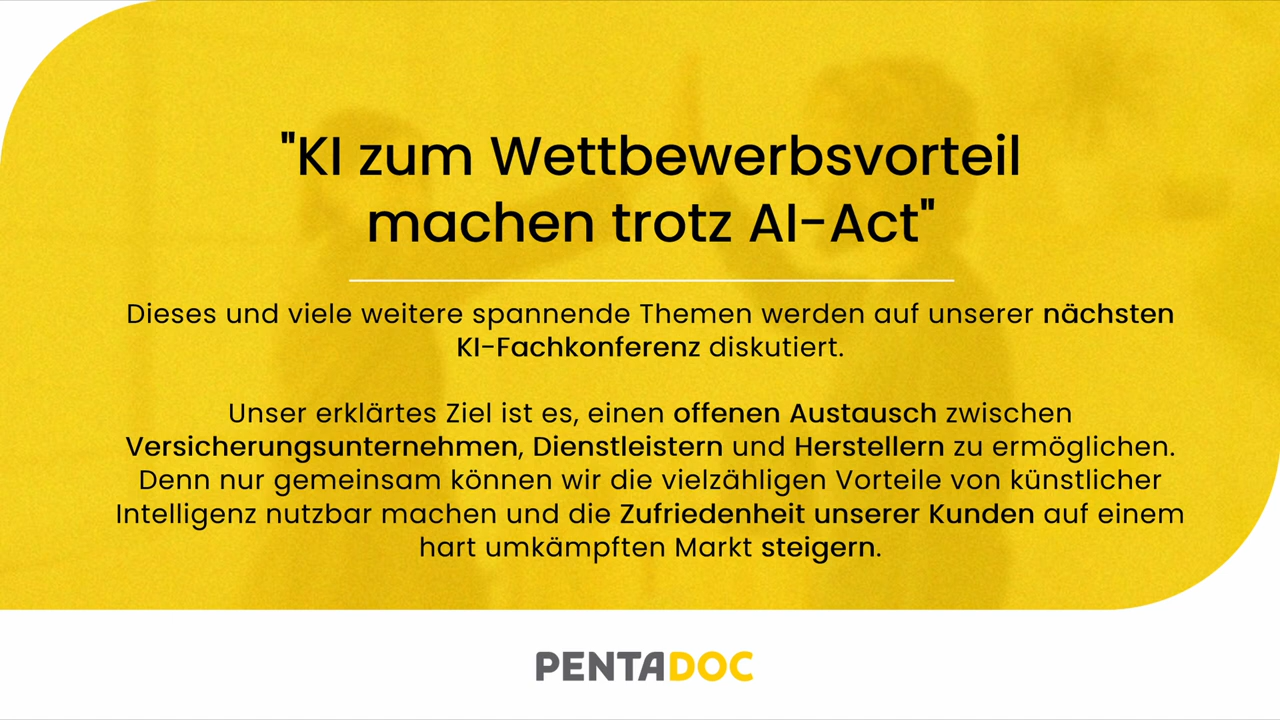 "KI zum Wettbewerbsvorteil
machen trotz AI-Act"
Dieses und viele weitere spannende Themen werden auf unserer nächsten
KI-Fachkonferenz diskutiert.
Unser erklärtes Ziel ist es, einen offenen Austausch zwischen
Versicherungsunternehmen, Dienstleistern und Herstellern zu ermöglichen.
Denn nur gemeinsam können wir die vielzähligen Vorteile von künstlicher
Intelligenz nutzbar machen und die Zufriedenheit unserer Kunden auf einem
hart umkämpften Markt steigern.
PENTADOC